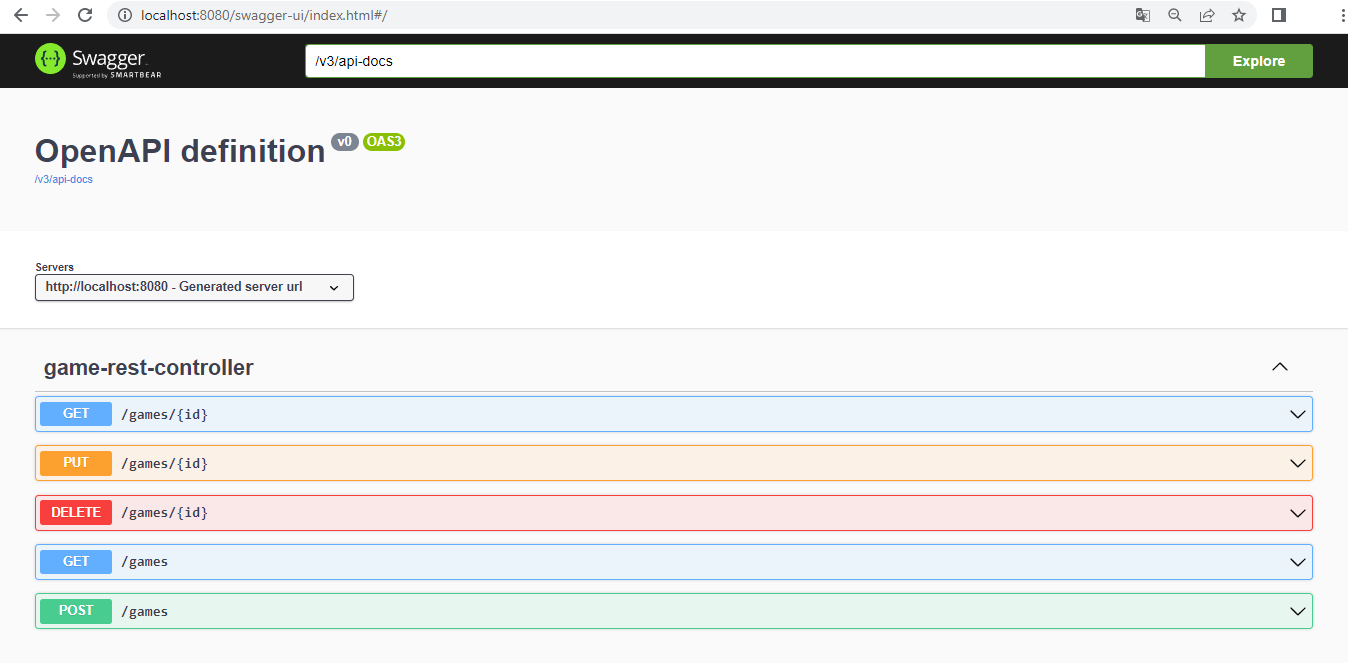 localhost:8080/swagger-ui/index.html#/
{··} Swagger
Supported by SMARTBEAR
/v3/api-docs
Explore
OpenAPI definition v0 OAS3
/v3/api-docs
Servers
http://localhost:8080 - Generated server url
game-rest-controller
GET /games/{id}
PUT /games/{id}
DELETE /games/{id}
GET /games
POST /games